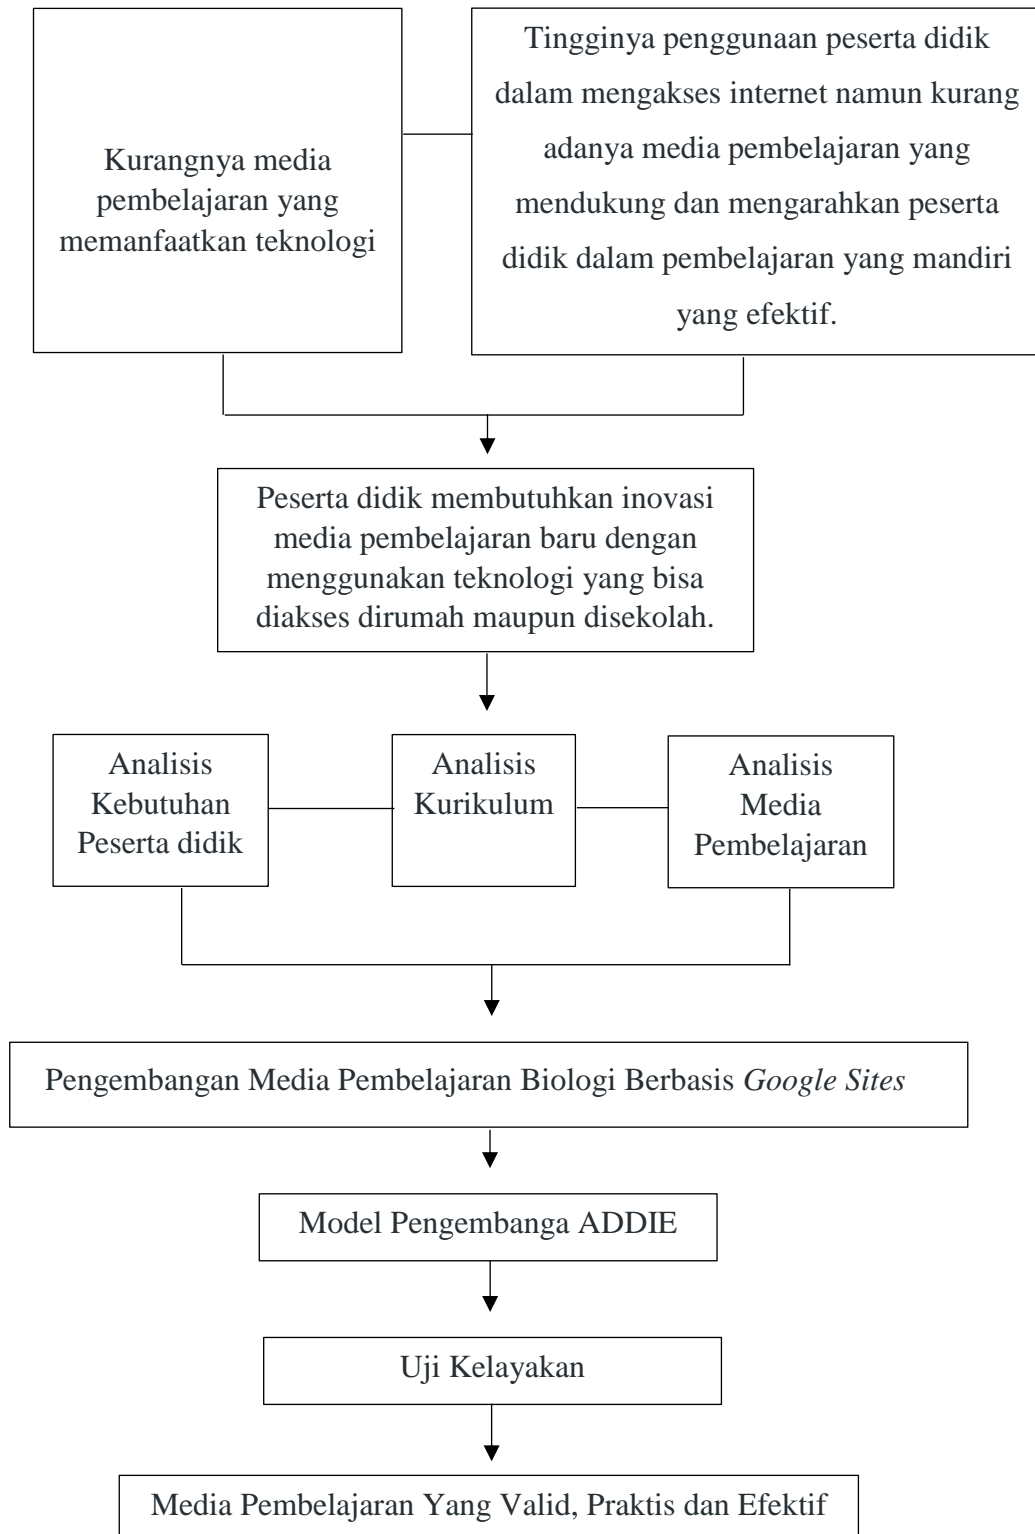 Kurangnya media
pembelajaran yang
memanfaatkan teknologi
Tingginya penggunaan peserta didik
dalam mengakses internet namun kurang
adanya media pembelajaran yang
mendukung dan mengarahkan peserta
didik dalam pembelajaran yang mandiri
yang efektif.
Peserta didik membutuhkan inovasi
media pembelajaran baru dengan
menggunakan teknologi yang bisa
diakses dirumah maupun disekolah.
Analisis
Kebutuhan
Peserta didik
Analisis
Kurikulum
Analisis
Media
Pembelajaran
Pengembangan Media Pembelajaran Biologi Berbasis Google Sites
Model Pengembanga ADDIE
Uji Kelayakan
Media Pembelajaran Yang Valid, Praktis dan Efektif